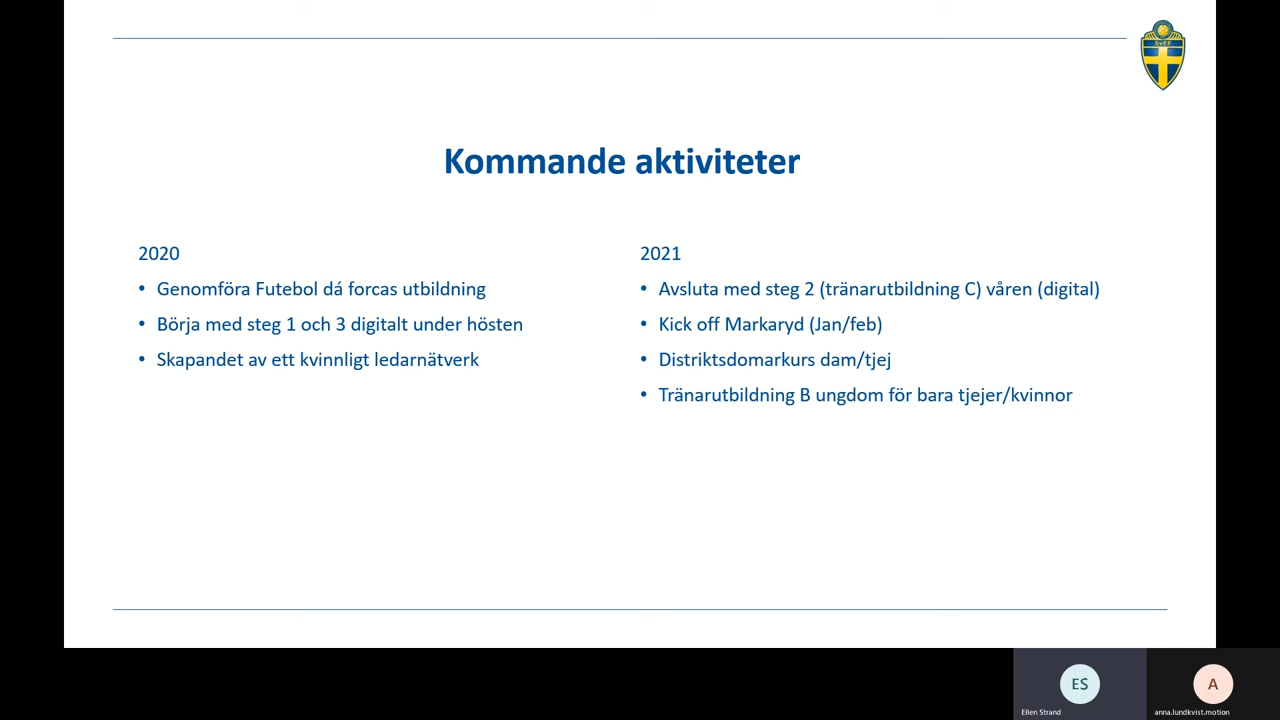 SvFF
Kommande aktiviteter
2020
• Genomföra Futebol dá forcas utbildning
• Börja med steg 1 och 3 digitalt under hösten
• Skapandet av ett kvinnligt ledarnätverk
2021
• Avsluta med steg 2 (tränarutbildning C) våren (digital)
• Kick off Markaryd (Jan/feb)
• Distriktsdomarkurs dam/tjej
• Tränarutbildning B ungdom för bara tjejer/kvinnor
ES
Ellen Strand
A
anna.lundkvist.motion